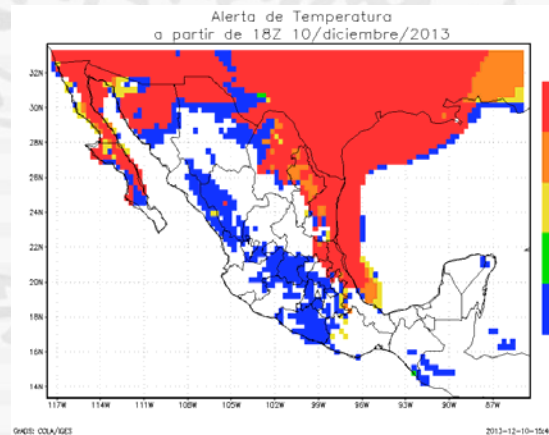 Alerta de Temperatura
a partir de 18Z 10/diciembre/2013
32N
30N
28N
26N
24N
22N
20N
18N
16N
14N
117W 114W 111W 108W 105W 102W 99W 96W 93W 90W 87W
GrADS: COLA/IGES